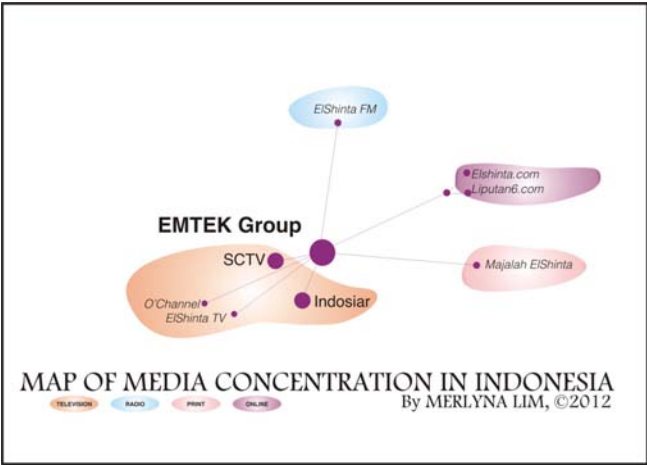 ElShinta FM
Elshinta.com
Liputan6.com
EMTEK Group
SCTV
Majalah ElShinta
O'Channel
Indosiar
ElShinta TV
MAP OF MEDIA CONCENTRATION IN INDONESIA
TELEVISION RADIO PRINT ONLINE
By MERLYNA LIM, ©2012